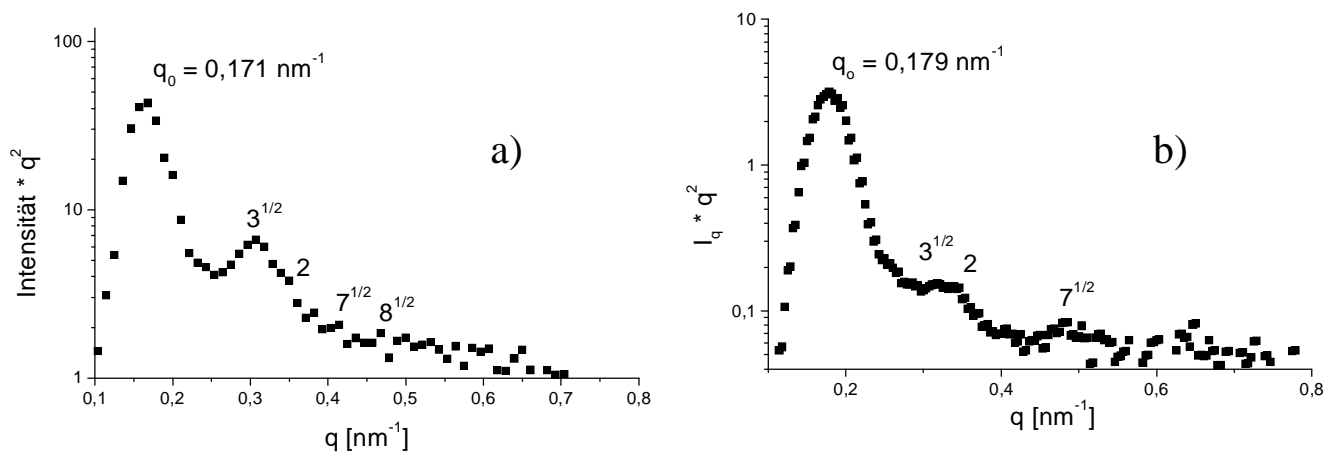 100
10
1
q₀ = 0,171 nm⁻¹
a)
3^1/2
2
7^1/2
8^1/2
Intensität * q²
0,1 0,2 0,3 0,4 0,5 0,6 0,7 0,8
q [nm⁻¹]
10
1
0,1
qₒ = 0,179 nm⁻¹
b)
3^1/2 2
7^1/2
I_q * q²
0,2 0,4 0,6 0,8
q [nm⁻¹]